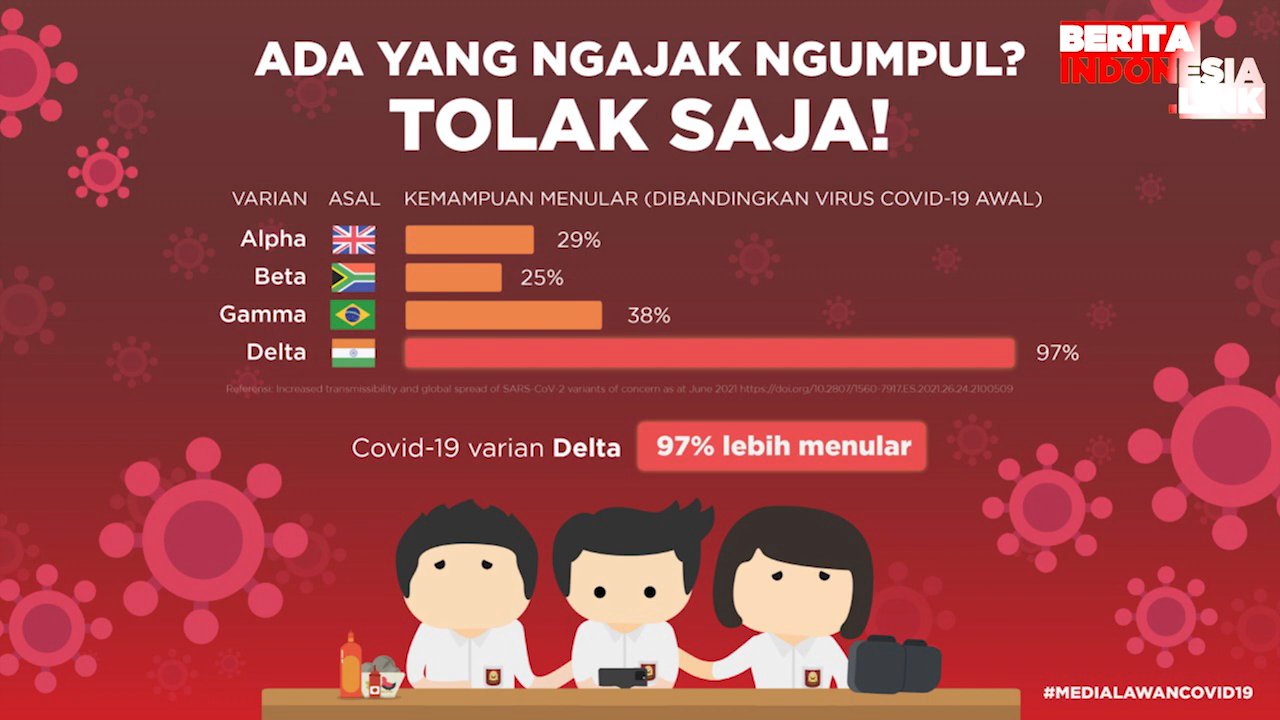 ADA YANG NGAJAK NGUMPUL?
TOLAK SAJA!
BERITA
INDONESIA
.LINK
VARIAN ASAL KEMAMPUAN MENULAR (DIBANDINGKAN VIRUS COVID-19 AWAL)
Alpha 29%
Beta 25%
Gamma 38%
Delta 97%
Referensi: Increased transmissibility and global spread of SARS-CoV-2 variants of concern as at June 2021 https://doi.org/10.2807/1560-7917.ES.2021.26.24.2100509
Covid-19 varian Delta 97% lebih menular
#MEDIALAWANCOVID19